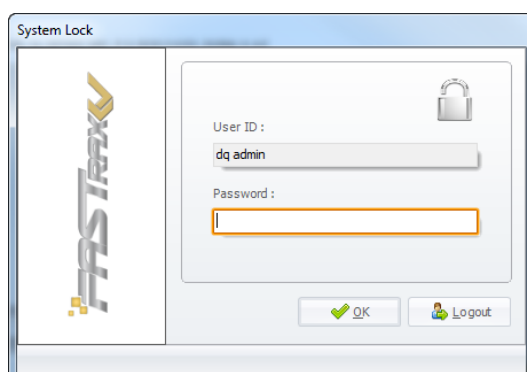 System Lock
FASTRAX
User ID :
dq admin
Password :
OK
Logout